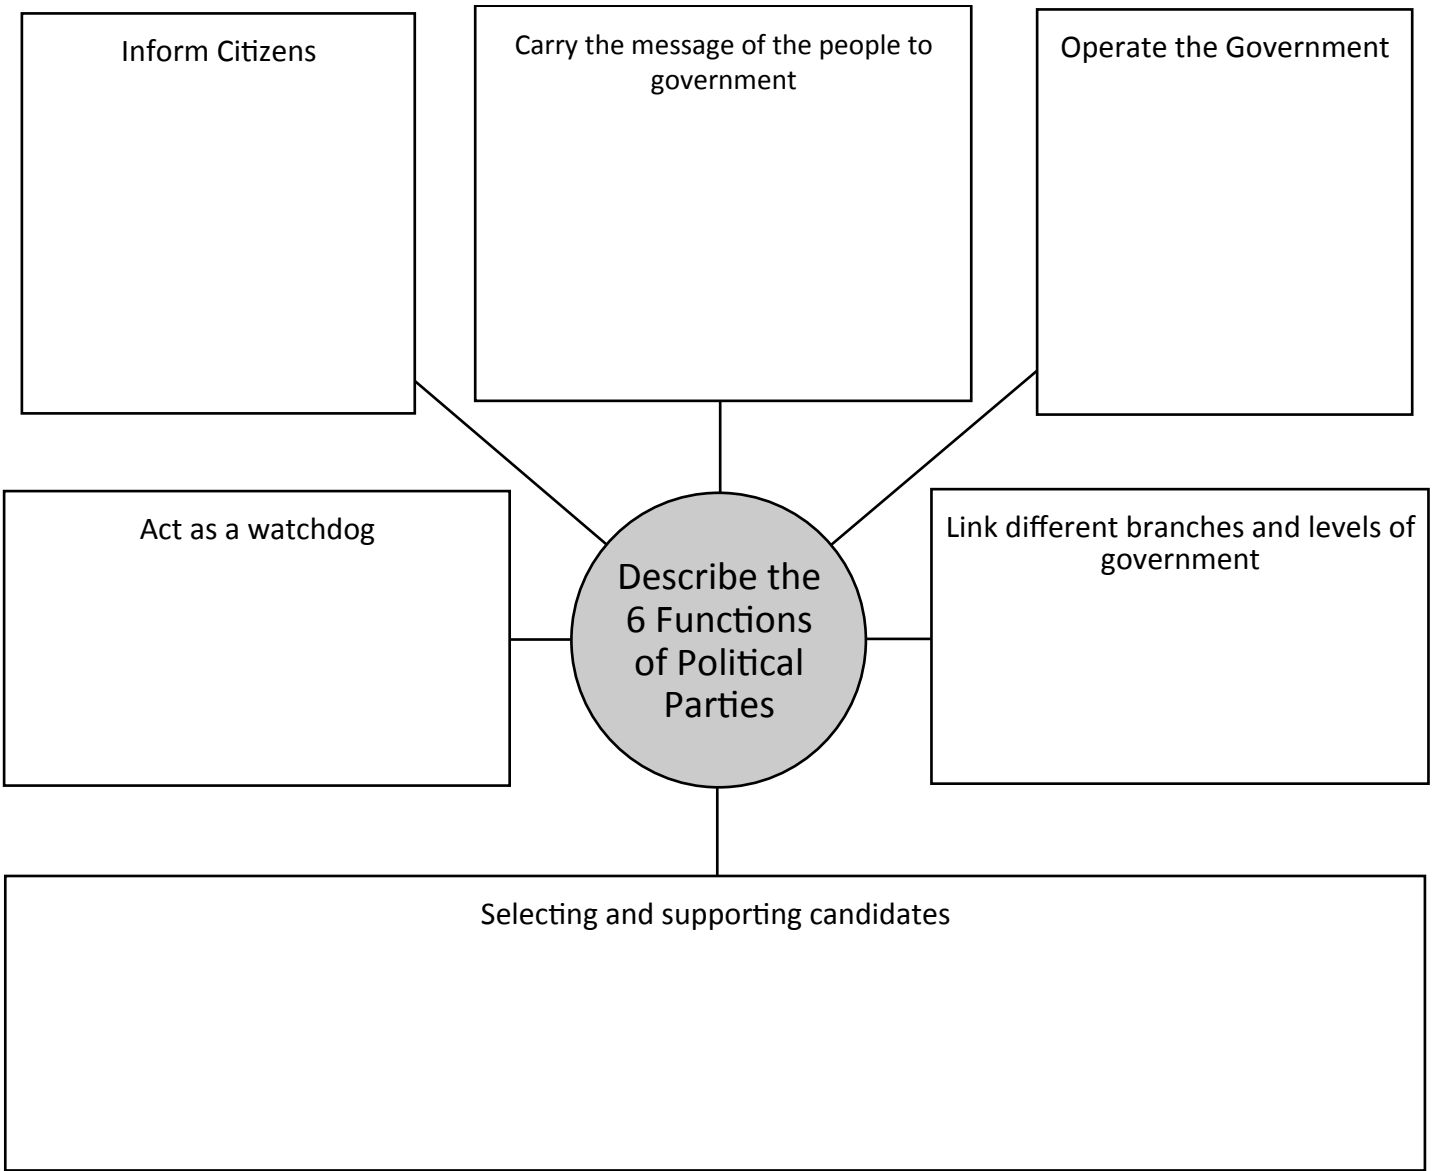 Inform Citizens
Carry the message of the people to
government
Operate the Government
Act as a watchdog
Describe the
6 Functions
of Political
Parties
Link different branches and levels of
government
Selecting and supporting candidates